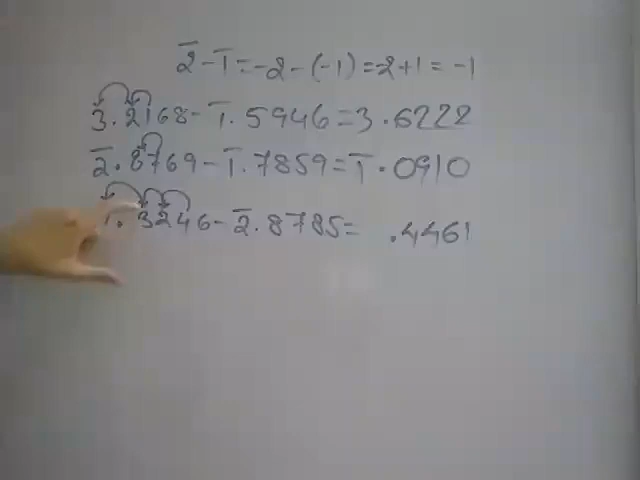 2̅ - 1̅ = -2 - (-1) = -2 + 1 = -1
3.2168 - 1̅.5946 = 3.6222
2̅.8769 - 1̅.7859 = 1̅.0910
1.3246 - 2̅.8785 = .4461